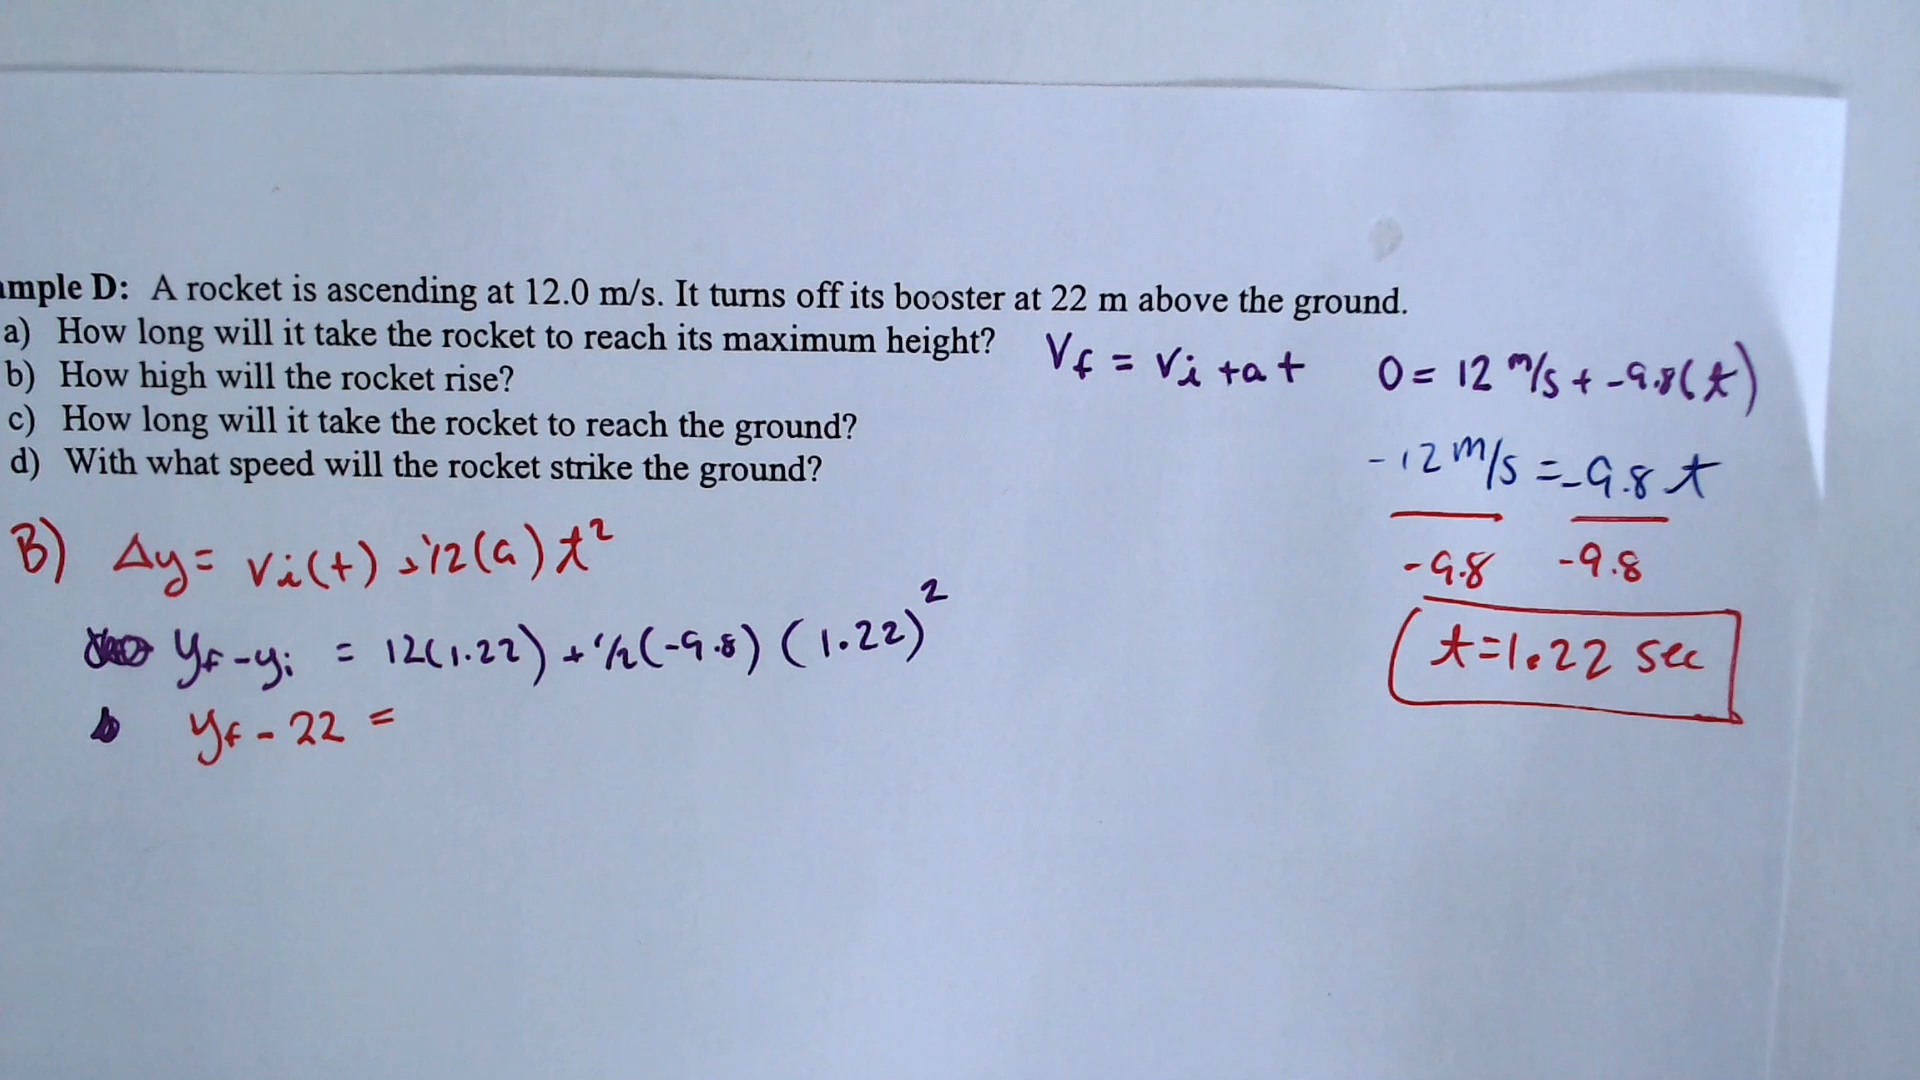 mple D: A rocket is ascending at 12.0 m/s. It turns off its booster at 22 m above the ground.
a) How long will it take the rocket to reach its maximum height?
b) How high will the rocket rise?
c) How long will it take the rocket to reach the ground?
d) With what speed will the rocket strike the ground?
Vf = Vi + at
0 = 12 m/s + -9.8(t)
-12 m/s = -9.8 t
-9.8 -9.8
t = 1.22 sec
B) Δy = Vi(t) + 1/2(a)t²
yf - yi = 12(1.22) + 1/2(-9.8)(1.22)²
yf - 22 =